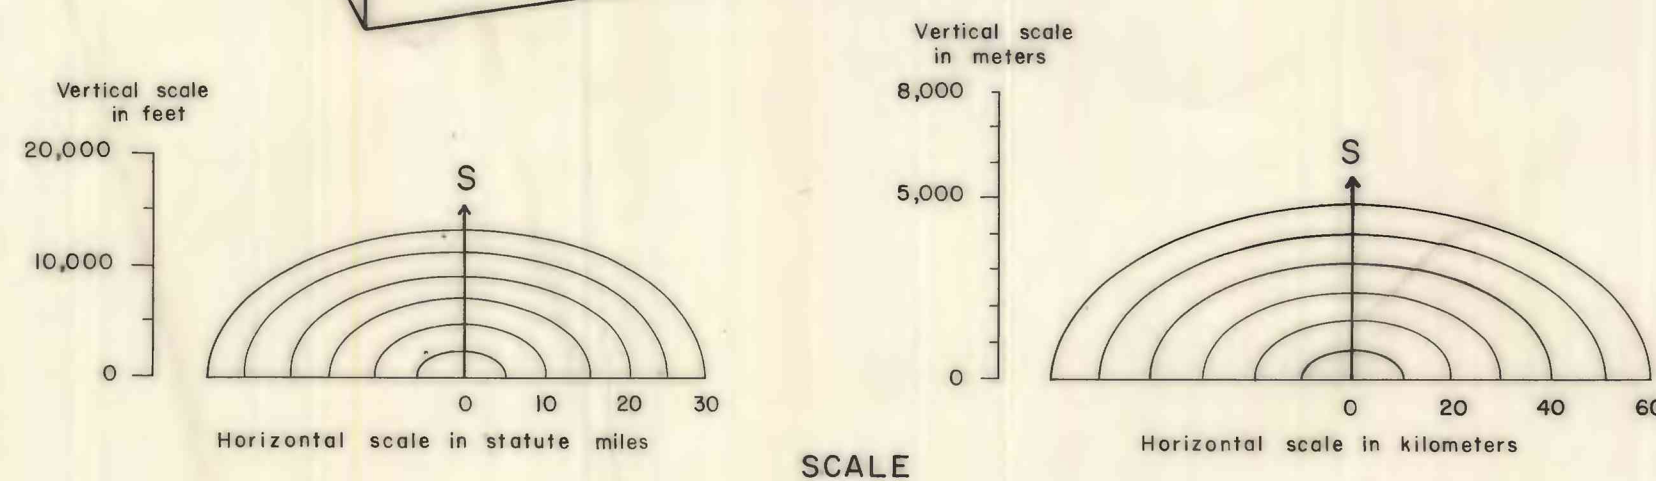 Vertical scale
in feet
20,000
10,000
0
S
0 10 20 30
Horizontal scale in statute miles
Vertical scale
in meters
8,000
5,000
0
S
0 20 40 60
Horizontal scale in kilometers
SCALE